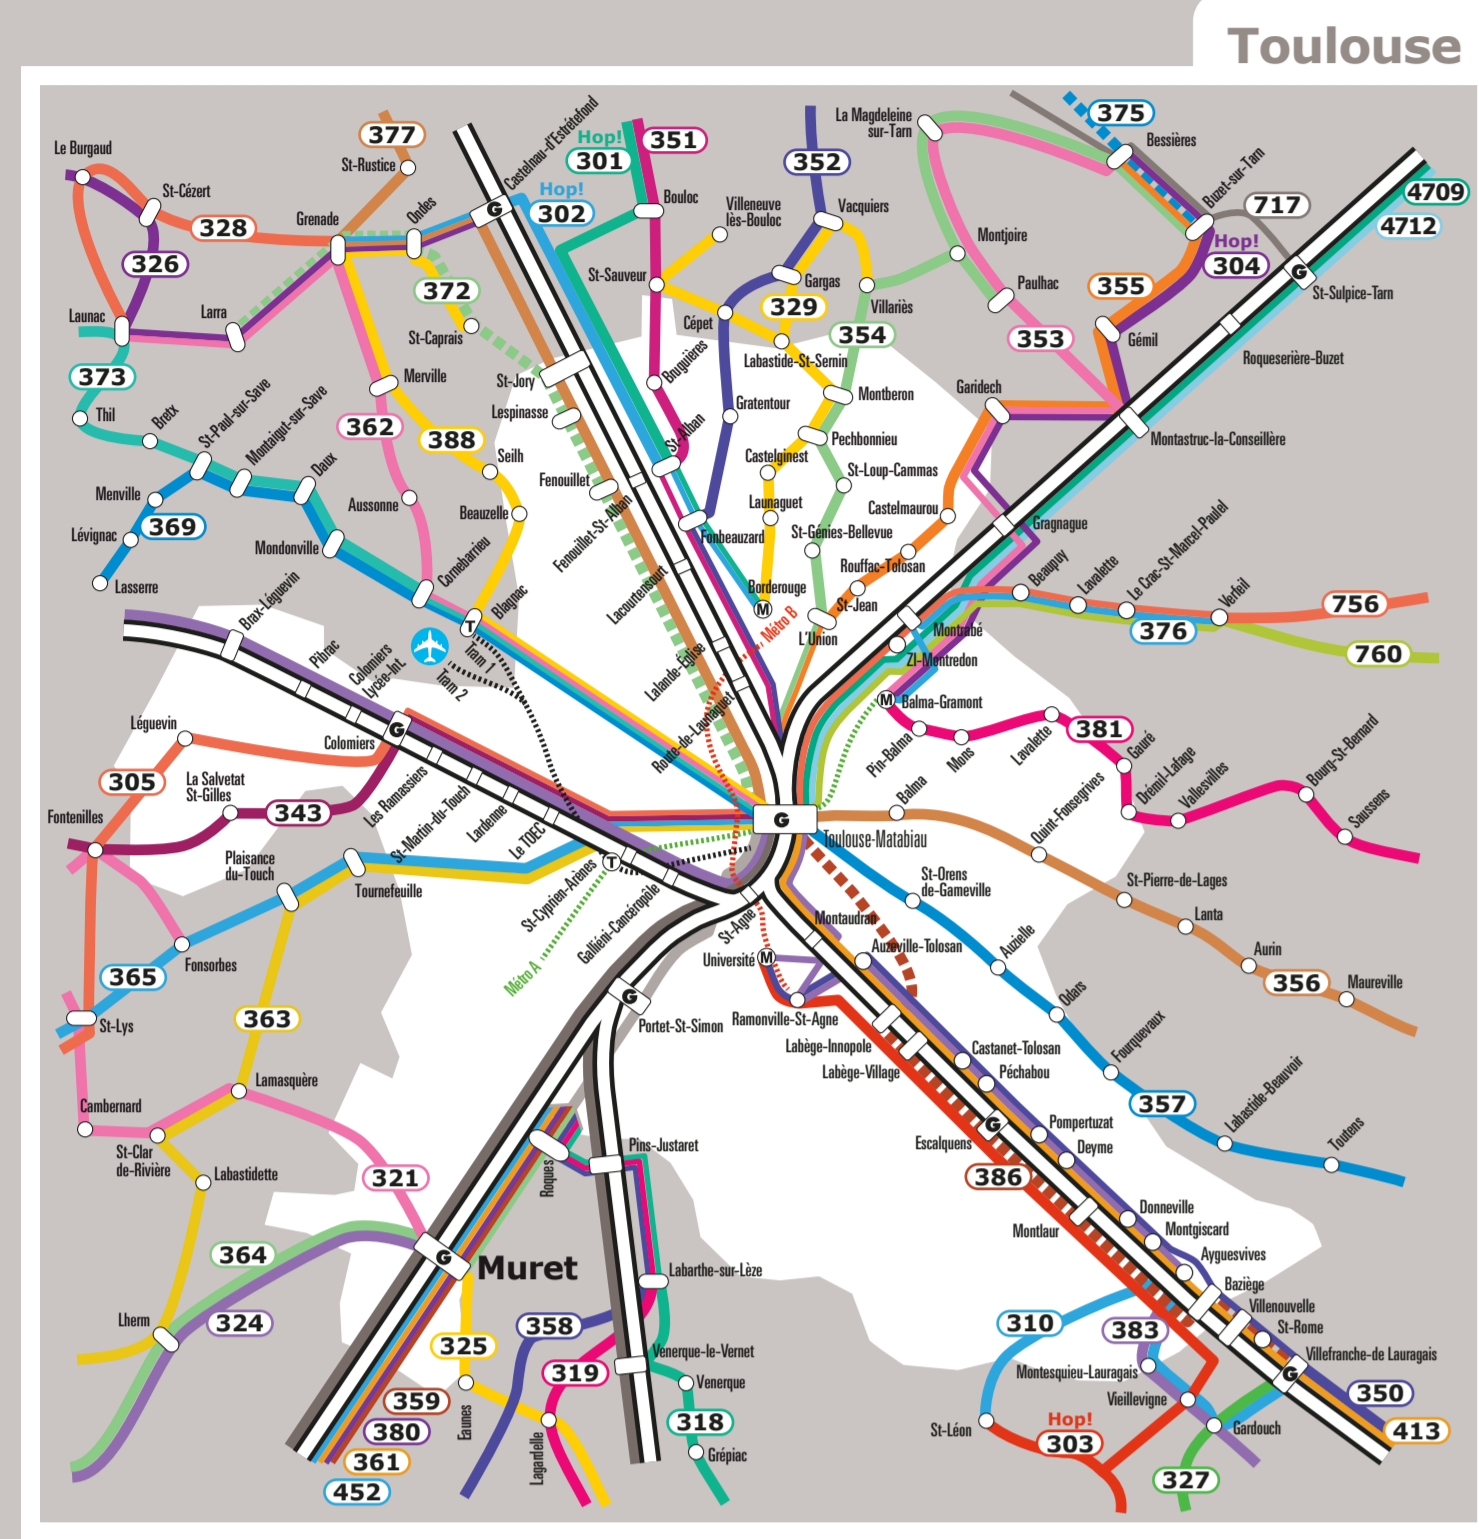 Toulouse
375
Bessières
377
St-Rustice
Castelnau-d'Estrétefond
Hop!
301
351
La Magdeleine
sur-Tarn
352
Le Burgaud
St-Cézert
Buzet-sur-Tarn
4709
4712
717
Hop!
302
Bouloc
Villeneuve
lès-Bouloc
Vacquiers
Grenade
Ondes
328
326
Montjoire
Hop!
304
St-Sulpice-Tarn
372
St-Sauveur
Gargas
329
Villariès
Paulhac
355
Launac
Larra
St-Caprais
Cépet
354
353
Gémil
Roqueserière-Buzet
373
Merville
St-Jory
Bruguières
Labastide-St-Sernin
Montberon
Garidech
Thil
Bretx
St-Paul-sur-Save
Montaigut-sur-Save
Lespinasse
Gratentour
362
388
St-Alban
Pechbonnieu
Montastruc-la-Conseillère
Daux
Seilh
Castelginest
St-Loup-Cammas
Menville
Fenouillet
Aussonne
Launaguet
Castelmaurou
369
Lévignac
Beauzelle
Fenouillet-St-Alban
Fonbeauzard
St-Génies-Bellevue
Gragnague
Mondonville
Cornebarrieu
Rouffac-Tolosan
Lasserre
Lacourtensourt
Borderouge
M
Beaupuy
Lavalette
Le Crac-St-Marcel-Paulel
Verfeil
756
Brax-Léguevin
Blagnac
T
Métro B
St-Jean
L'Union
Montrabé
376
Pibrac
Tram 1
Tram 2
ZI-Montredon
760
Colomiers
Lycée-Int.
Lalande-Église
M
Balma-Gramont
Léguevin
Colomiers
Route-de-Launaguet
Pin-Balma
Mons
Lavalette
381
Gauré
Bourg-St-Bernard
305
La Salvetat
St-Gilles
343
Les Ramassiers
Balma
Drémil-Lafage
Vallesvilles
Saussens
Fontenilles
St-Martin-du-Touch
Lardenne
Le TOEC
Toulouse-Matabiau
Quint-Fonsegrives
Plaisance
du-Touch
Tournefeuille
T
St-Cyprien-Arènes
Galliéni-Cancéropôle
St-Orens
de-Gameville
St-Pierre-de-Lages
St-Agne
Montaudran
Lanta
Auzeville-Tolosan
Auzielle
Aurin
Fonsorbes
Métro A
Université
M
365
356
Maureville
St-Lys
363
Portet-St-Simon
Ramonville-St-Agne
Odars
Labège-Innopole
Castanet-Tolosan
Fourquevaux
Labège-Village
Péchabou
Lamasquère
357
Labastide-Beauvoir
Cambernard
Pompertuzat
St-Clar
de-Rivière
Pins-Justaret
Escalquens
Deyme
Toutens
Labastidette
321
Roques
386
Donneville
Montlaur
Montgiscard
364
Muret
Labarthe-sur-Lèze
Ayguesvives
Baziège
Lherm
324
358
310
383
Villenouvelle
St-Rome
325
Venerque-le-Vernet
Villefranche-de Lauragais
319
Venerque
Montesquieu-Lauragais
359
Vieillevigne
350
380
Eaunes
318
St-Léon
Hop!
303
Gardouch
413
361
Lagardelle
Grépiac
327
452
G
G
G
G
G
G
G
G